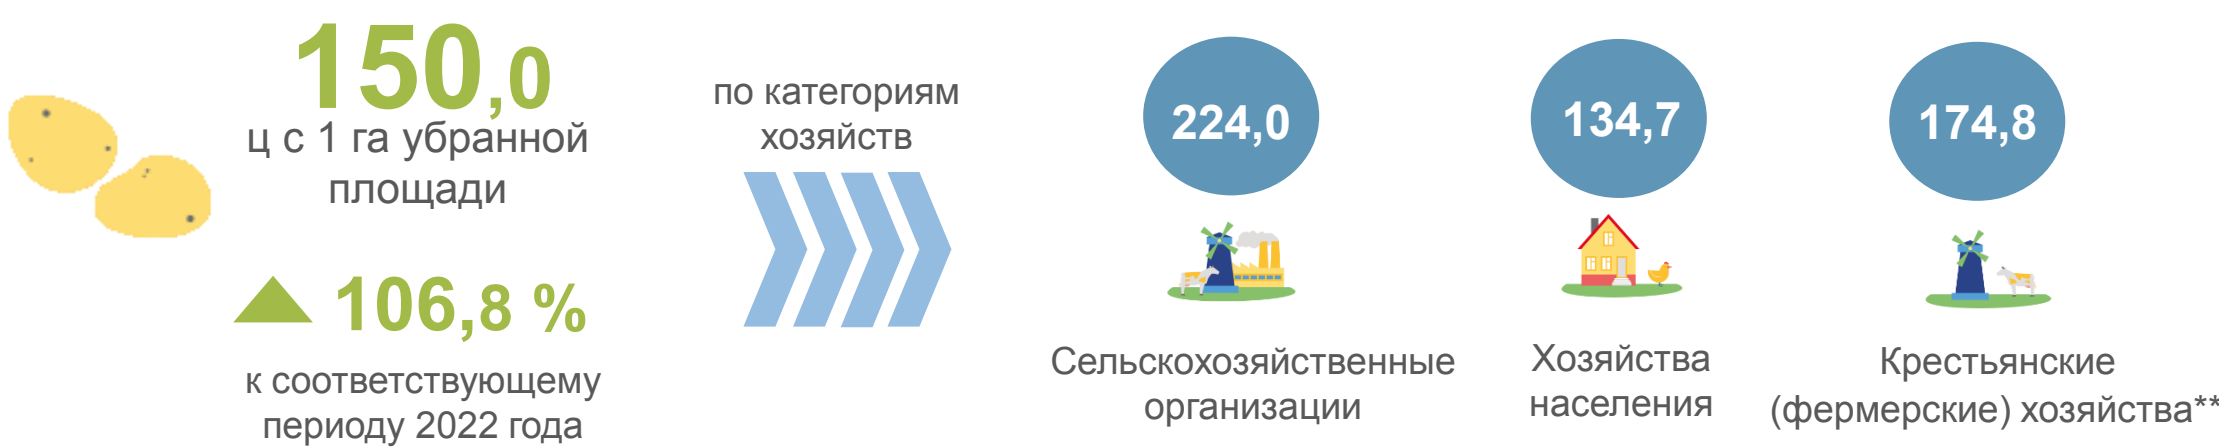 150,0
ц с 1 га убранной
площади
106,8 %
к соответствующему
периоду 2022 года
по категориям
хозяйств
224,0
Сельскохозяйственные
организации
134,7
Хозяйства
населения
174,8
Крестьянские
(фермерские) хозяйства**